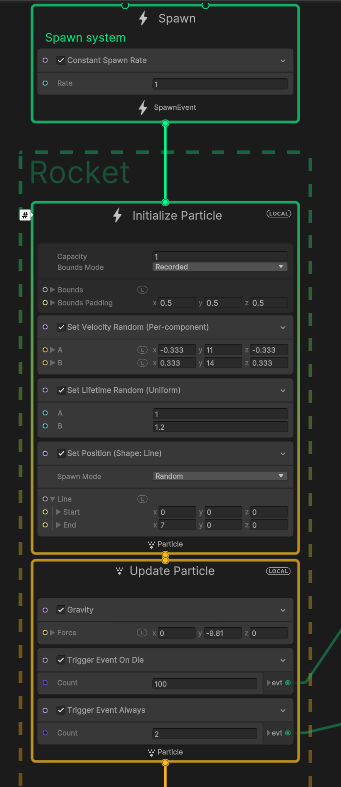 Spawn
Spawn system
Constant Spawn Rate
Rate 1
SpawnEvent
Rocket
#
Initialize Particle LOCAL
Capacity 1
Bounds Mode Recorded
Bounds L
Bounds Padding x 0.5 y 0.5 z 0.5
Set Velocity Random (Per-component)
A L x -0.333 y 11 z -0.333
B L x 0.333 y 14 z 0.333
Set Lifetime Random (Uniform)
A 1
B 1.2
Set Position (Shape: Line)
Spawn Mode Random
Line L
Start x 0 y 0 z 0
End x 7 y 0 z 0
Particle
Update Particle LOCAL
Gravity
Force L x 0 y -9.81 z 0
Trigger Event On Die
Count 100 evt
Trigger Event Always
Count 2 evt
Particle